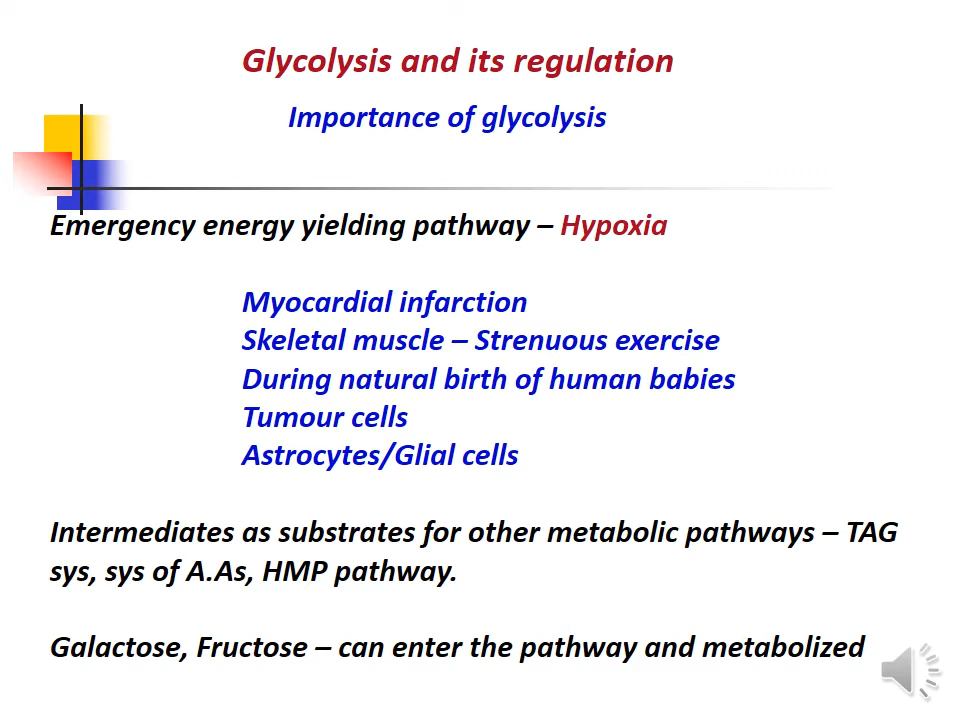 Glycolysis and its regulation
Importance of glycolysis
Emergency energy yielding pathway – Hypoxia
Myocardial infarction
Skeletal muscle – Strenuous exercise
During natural birth of human babies
Tumour cells
Astrocytes/Glial cells
Intermediates as substrates for other metabolic pathways – TAG
sys, sys of A.As, HMP pathway.
Galactose, Fructose – can enter the pathway and metabolized